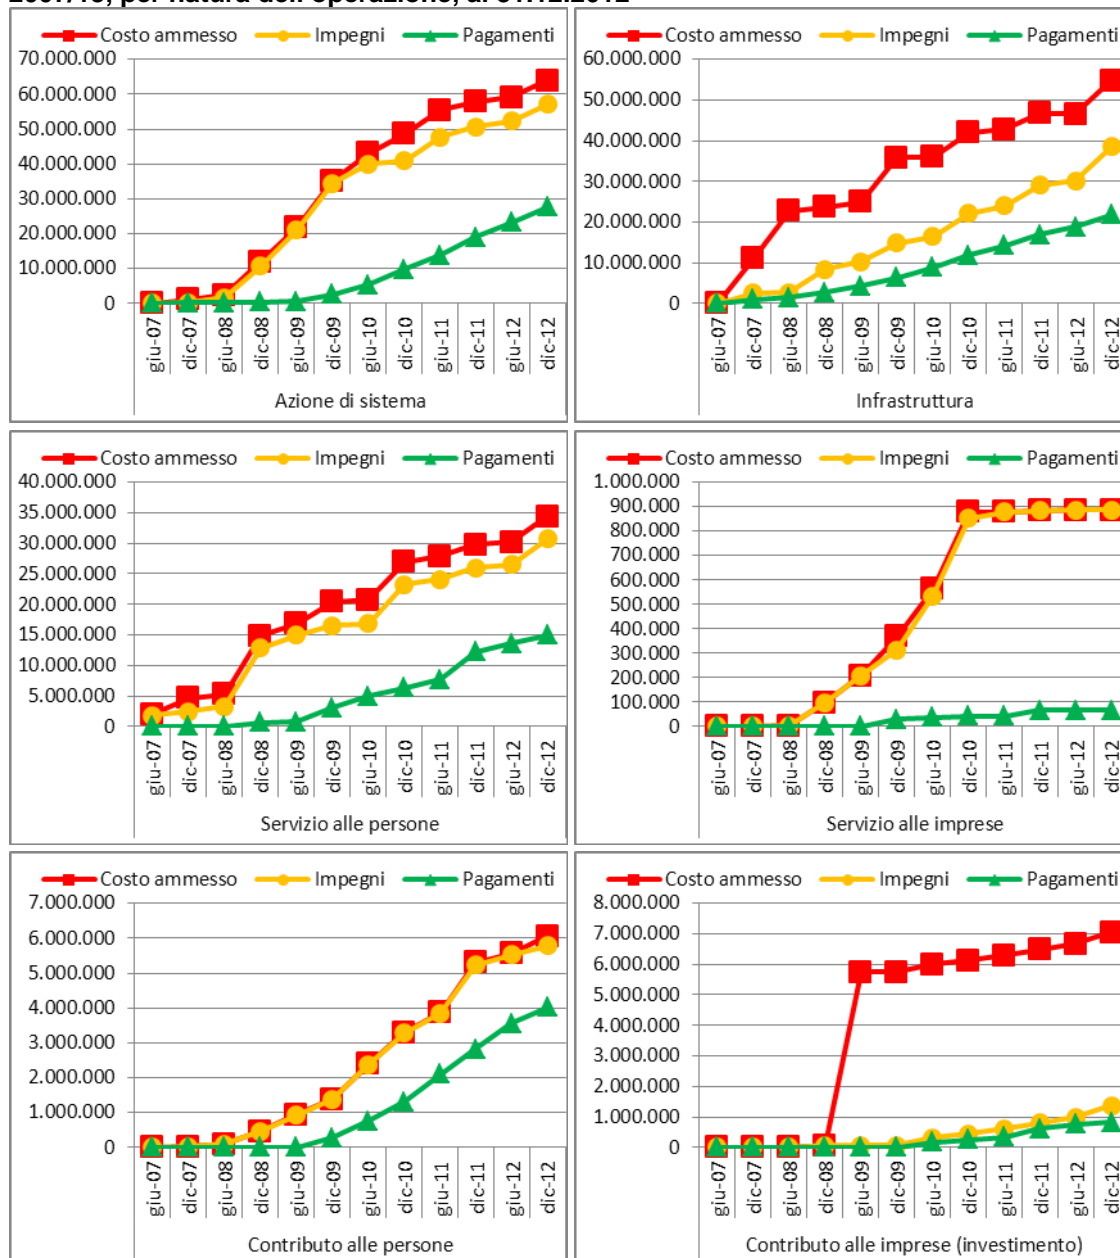 2007/13, per natura dell'operazione, al 31.12.2012
Costo ammesso Impegni Pagamenti
70.000.000
60.000.000
50.000.000
40.000.000
30.000.000
20.000.000
10.000.000
0
giu-07
dic-07
giu-08
dic-08
giu-09
dic-09
giu-10
dic-10
giu-11
dic-11
giu-12
dic-12
Azione di sistema
Costo ammesso Impegni Pagamenti
60.000.000
50.000.000
40.000.000
30.000.000
20.000.000
10.000.000
0
giu-07
dic-07
giu-08
dic-08
giu-09
dic-09
giu-10
dic-10
giu-11
dic-11
giu-12
dic-12
Infrastruttura
Costo ammesso Impegni Pagamenti
40.000.000
35.000.000
30.000.000
25.000.000
20.000.000
15.000.000
10.000.000
5.000.000
0
giu-07
dic-07
giu-08
dic-08
giu-09
dic-09
giu-10
dic-10
giu-11
dic-11
giu-12
dic-12
Servizio alle persone
Costo ammesso Impegni Pagamenti
1.000.000
900.000
800.000
700.000
600.000
500.000
400.000
300.000
200.000
100.000
0
giu-07
dic-07
giu-08
dic-08
giu-09
dic-09
giu-10
dic-10
giu-11
dic-11
giu-12
dic-12
Servizio alle imprese
Costo ammesso Impegni Pagamenti
7.000.000
6.000.000
5.000.000
4.000.000
3.000.000
2.000.000
1.000.000
0
giu-07
dic-07
giu-08
dic-08
giu-09
dic-09
giu-10
dic-10
giu-11
dic-11
giu-12
dic-12
Contributo alle persone
Costo ammesso Impegni Pagamenti
8.000.000
7.000.000
6.000.000
5.000.000
4.000.000
3.000.000
2.000.000
1.000.000
0
giu-07
dic-07
giu-08
dic-08
giu-09
dic-09
giu-10
dic-10
giu-11
dic-11
giu-12
dic-12
Contributo alle imprese (investimento)